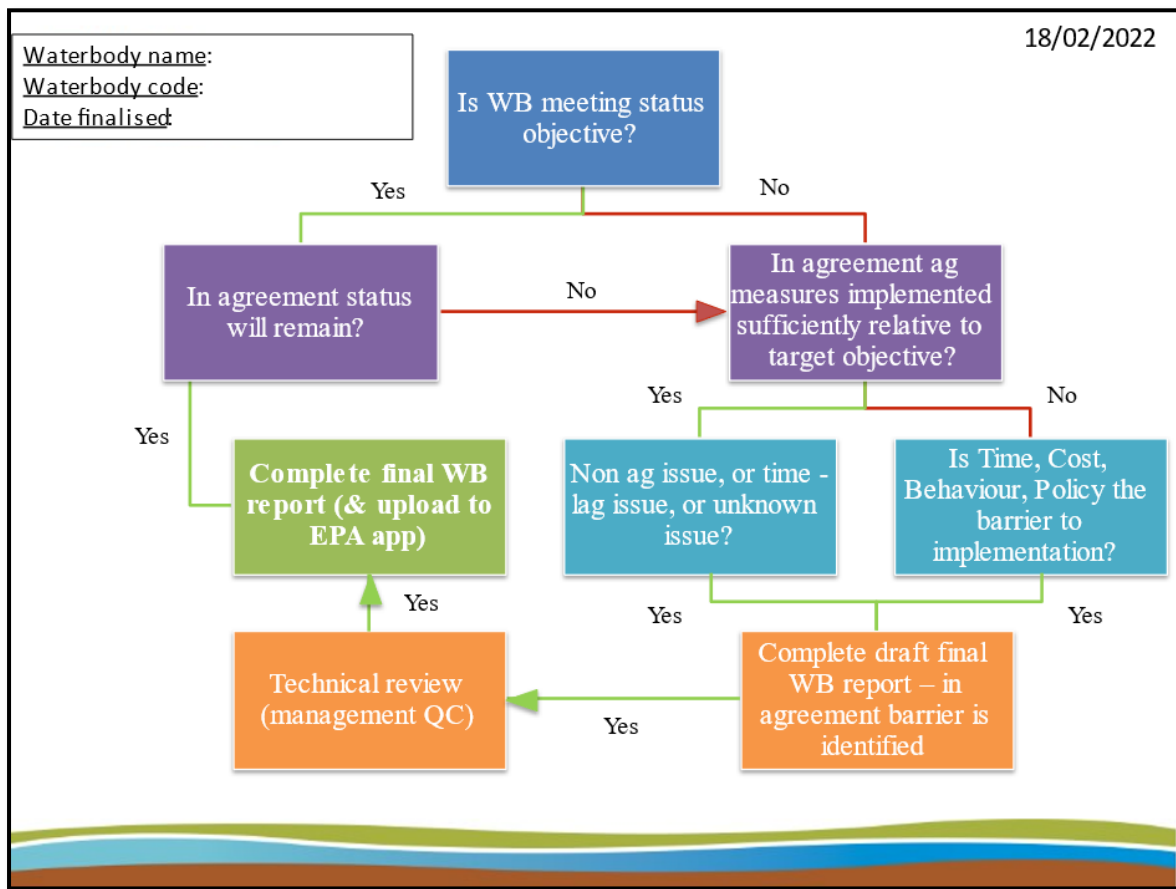 18/02/2022
Waterbody name:
Waterbody code:
Date finalised:
Is WB meeting status
objective?
Yes
No
In agreement status
will remain?
No
In agreement ag
measures implemented
sufficiently relative to
target objective?
Yes
Yes
No
Complete final WB
report (& upload to
EPA app)
Non ag issue, or time -
lag issue, or unknown
issue?
Is Time, Cost,
Behaviour, Policy the
barrier to
implementation?
Yes
Yes
Yes
Technical review
(management QC)
Yes
Complete draft final
WB report – in
agreement barrier is
identified